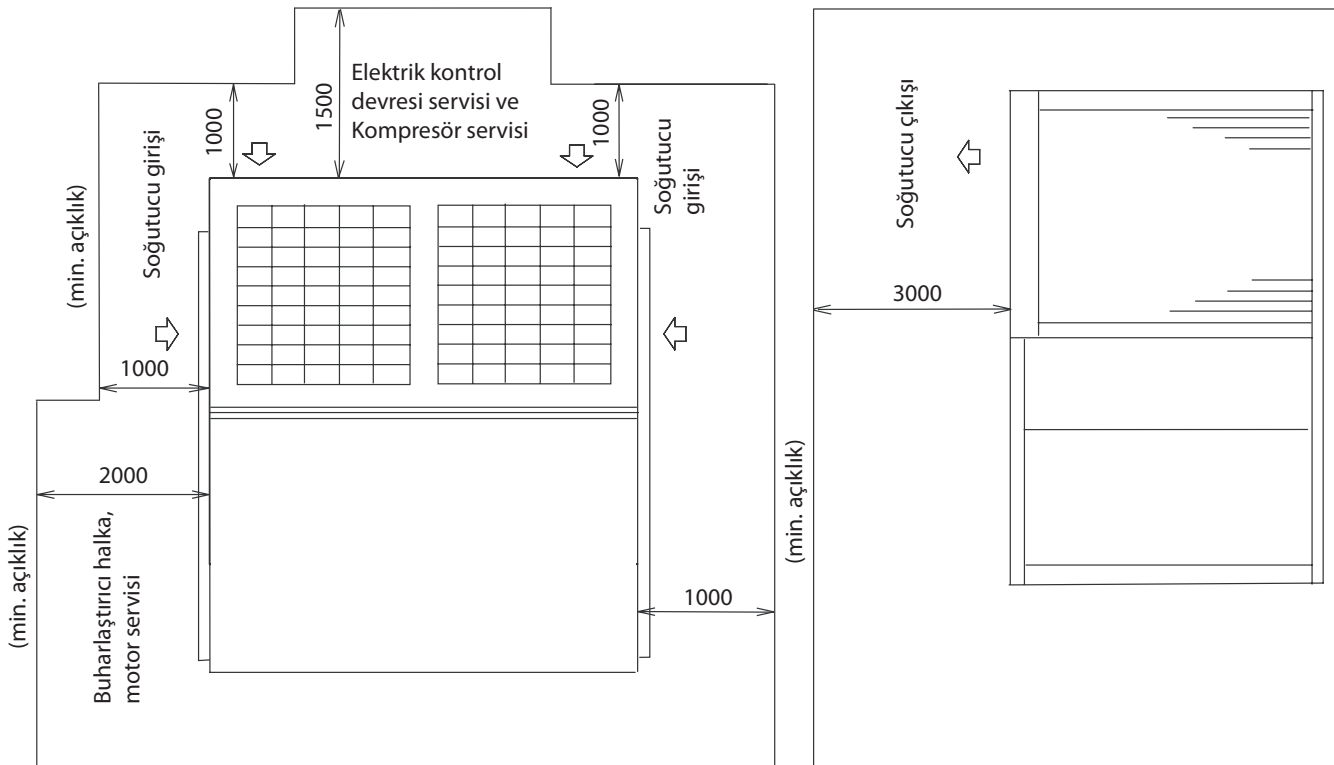 Elektrik kontrol
devresi servisi ve
Kompresör servisi
1500
1000
1000
Soğutucu girişi
(min. açıklık)
Soğutucu
girişi
1000
2000
(min. açıklık)
Buharlaştırıcı halka,
motor servisi
1000
(min. açıklık)
Soğutucu çıkışı
3000